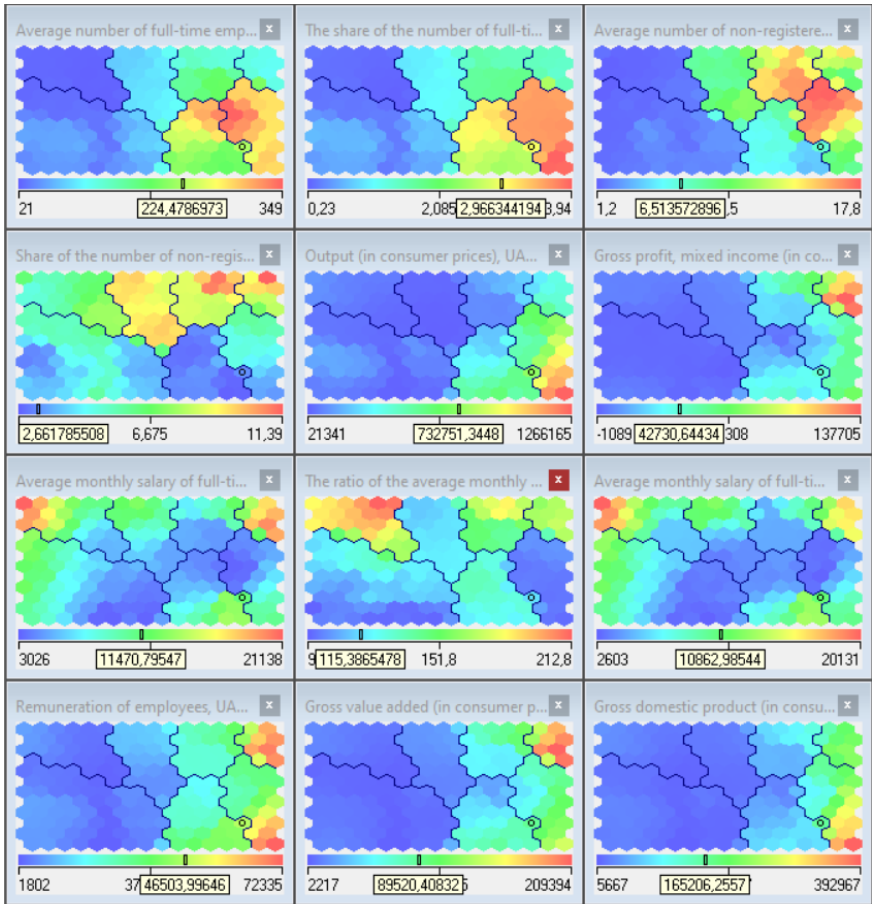 Average number of full-time emp... x
The share of the number of full-ti... x
Average number of non-registere... x
21 224,4786973 349
0,23 2,085 2,966344194 3,94
1,2 6,513572896 ,5 17,8
Share of the number of non-regis... x
Output (in consumer prices), UA... x
Gross profit, mixed income (in co... x
2,661785508 6,675 11,39
21341 732751,3448 1266165
-1089 42730,64434 308 137705
Average monthly salary of full-ti... x
The ratio of the average monthly ... x
Average monthly salary of full-ti... x
3026 11470,79547 21138
9 115,3865478 151,8 212,8
2603 10862,98544 20131
Remuneration of employees, UA... x
Gross value added (in consumer p... x
Gross domestic product (in consu... x
1802 37 46503,99646 72335
2217 89520,40832 209394
5667 165206,2557 392967